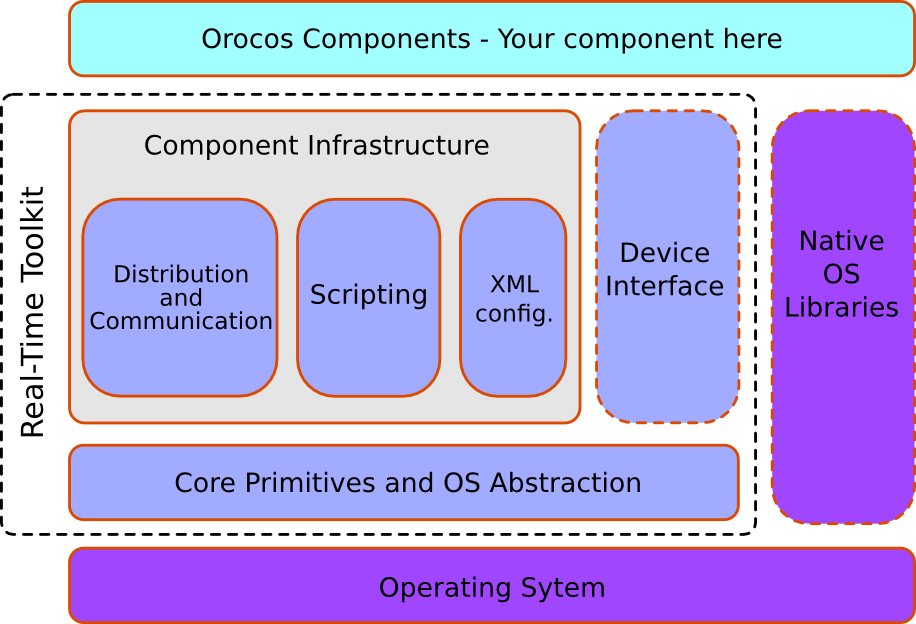 Orocos Components - Your component here
Real-Time Toolkit
Component Infrastructure
Distribution
and
Communication
Scripting
XML
config.
Device
Interface
Native
OS
Libraries
Core Primitives and OS Abstraction
Operating Sytem